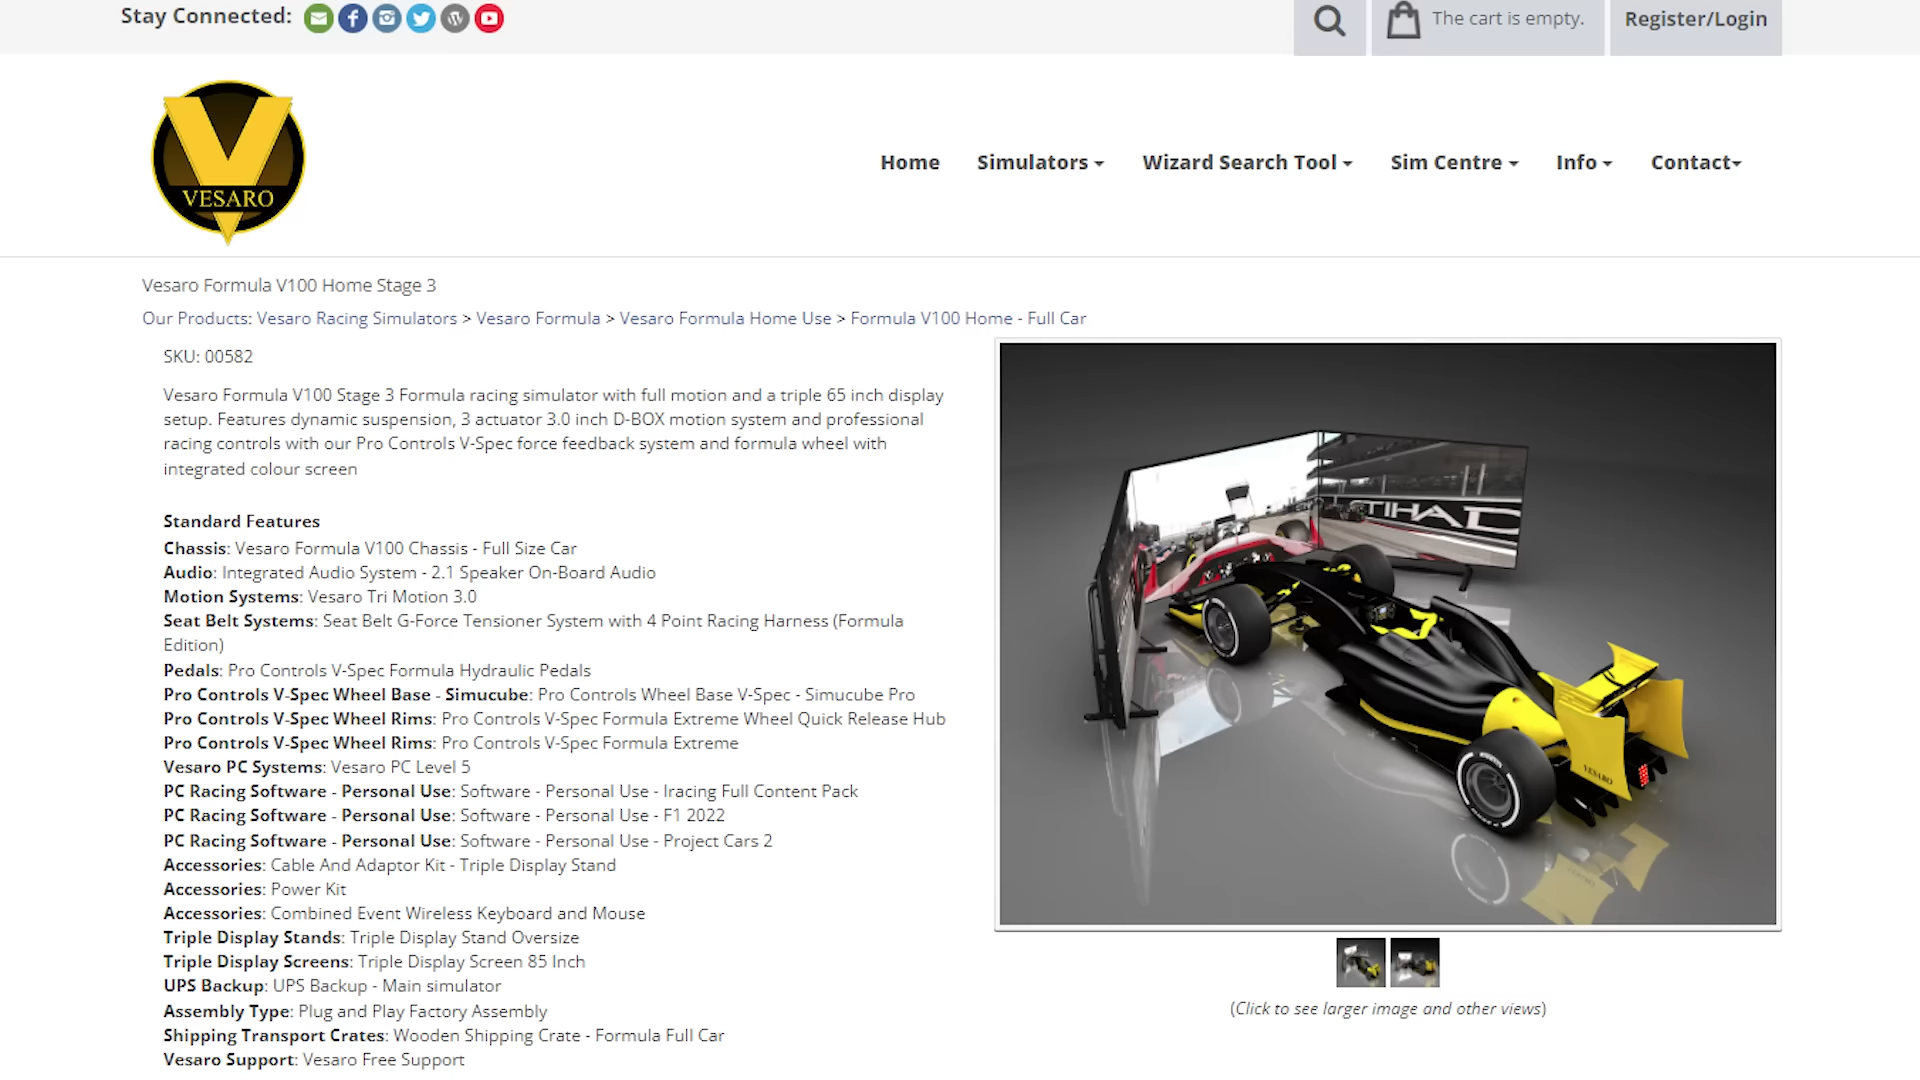 Stay Connected:
The cart is empty.
Register/Login
VESARO
Home
Simulators
Wizard Search Tool
Sim Centre
Info
Contact
Vesaro Formula V100 Home Stage 3
Our Products: Vesaro Racing Simulators > Vesaro Formula > Vesaro Formula Home Use > Formula V100 Home - Full Car
SKU: 00582
Vesaro Formula V100 Stage 3 Formula racing simulator with full motion and a triple 65 inch display
setup. Features dynamic suspension, 3 actuator 3.0 inch D-BOX motion system and professional
racing controls with our Pro Controls V-Spec force feedback system and formula wheel with
integrated colour screen
Standard Features
Chassis: Vesaro Formula V100 Chassis - Full Size Car
Audio: Integrated Audio System - 2.1 Speaker On-Board Audio
Motion Systems: Vesaro Tri Motion 3.0
Seat Belt Systems: Seat Belt G-Force Tensioner System with 4 Point Racing Harness (Formula
Edition)
Pedals: Pro Controls V-Spec Formula Hydraulic Pedals
Pro Controls V-Spec Wheel Base - Simucube: Pro Controls Wheel Base V-Spec - Simucube Pro
Pro Controls V-Spec Wheel Rims: Pro Controls V-Spec Formula Extreme Wheel Quick Release Hub
Pro Controls V-Spec Wheel Rims: Pro Controls V-Spec Formula Extreme
Vesaro PC Systems: Vesaro PC Level 5
PC Racing Software - Personal Use: Software - Personal Use - Iracing Full Content Pack
PC Racing Software - Personal Use: Software - Personal Use - F1 2022
PC Racing Software - Personal Use: Software - Personal Use - Project Cars 2
Accessories: Cable And Adaptor Kit - Triple Display Stand
Accessories: Power Kit
Accessories: Combined Event Wireless Keyboard and Mouse
Triple Display Stands: Triple Display Stand Oversize
Triple Display Screens: Triple Display Screen 85 Inch
UPS Backup: UPS Backup - Main simulator
Assembly Type: Plug and Play Factory Assembly
Shipping Transport Crates: Wooden Shipping Crate - Formula Full Car
Vesaro Support: Vesaro Free Support
TIHAD
VESARO
(Click to see larger image and other views)